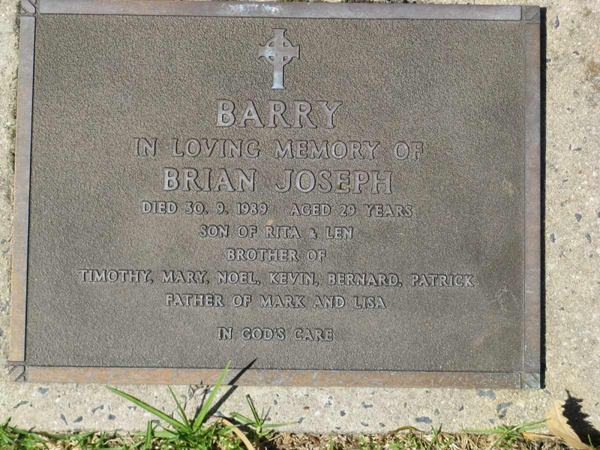 BARRY
IN LOVING MEMORY OF
BRIAN JOSEPH
DIED 30. 9. 1989 AGED 29 YEARS
SON OF RITA & LEN
BROTHER OF
TIMOTHY, MARY, NOEL, KEVIN, BERNARD, PATRICK
FATHER OF MARK AND LISA
IN GOD'S CARE